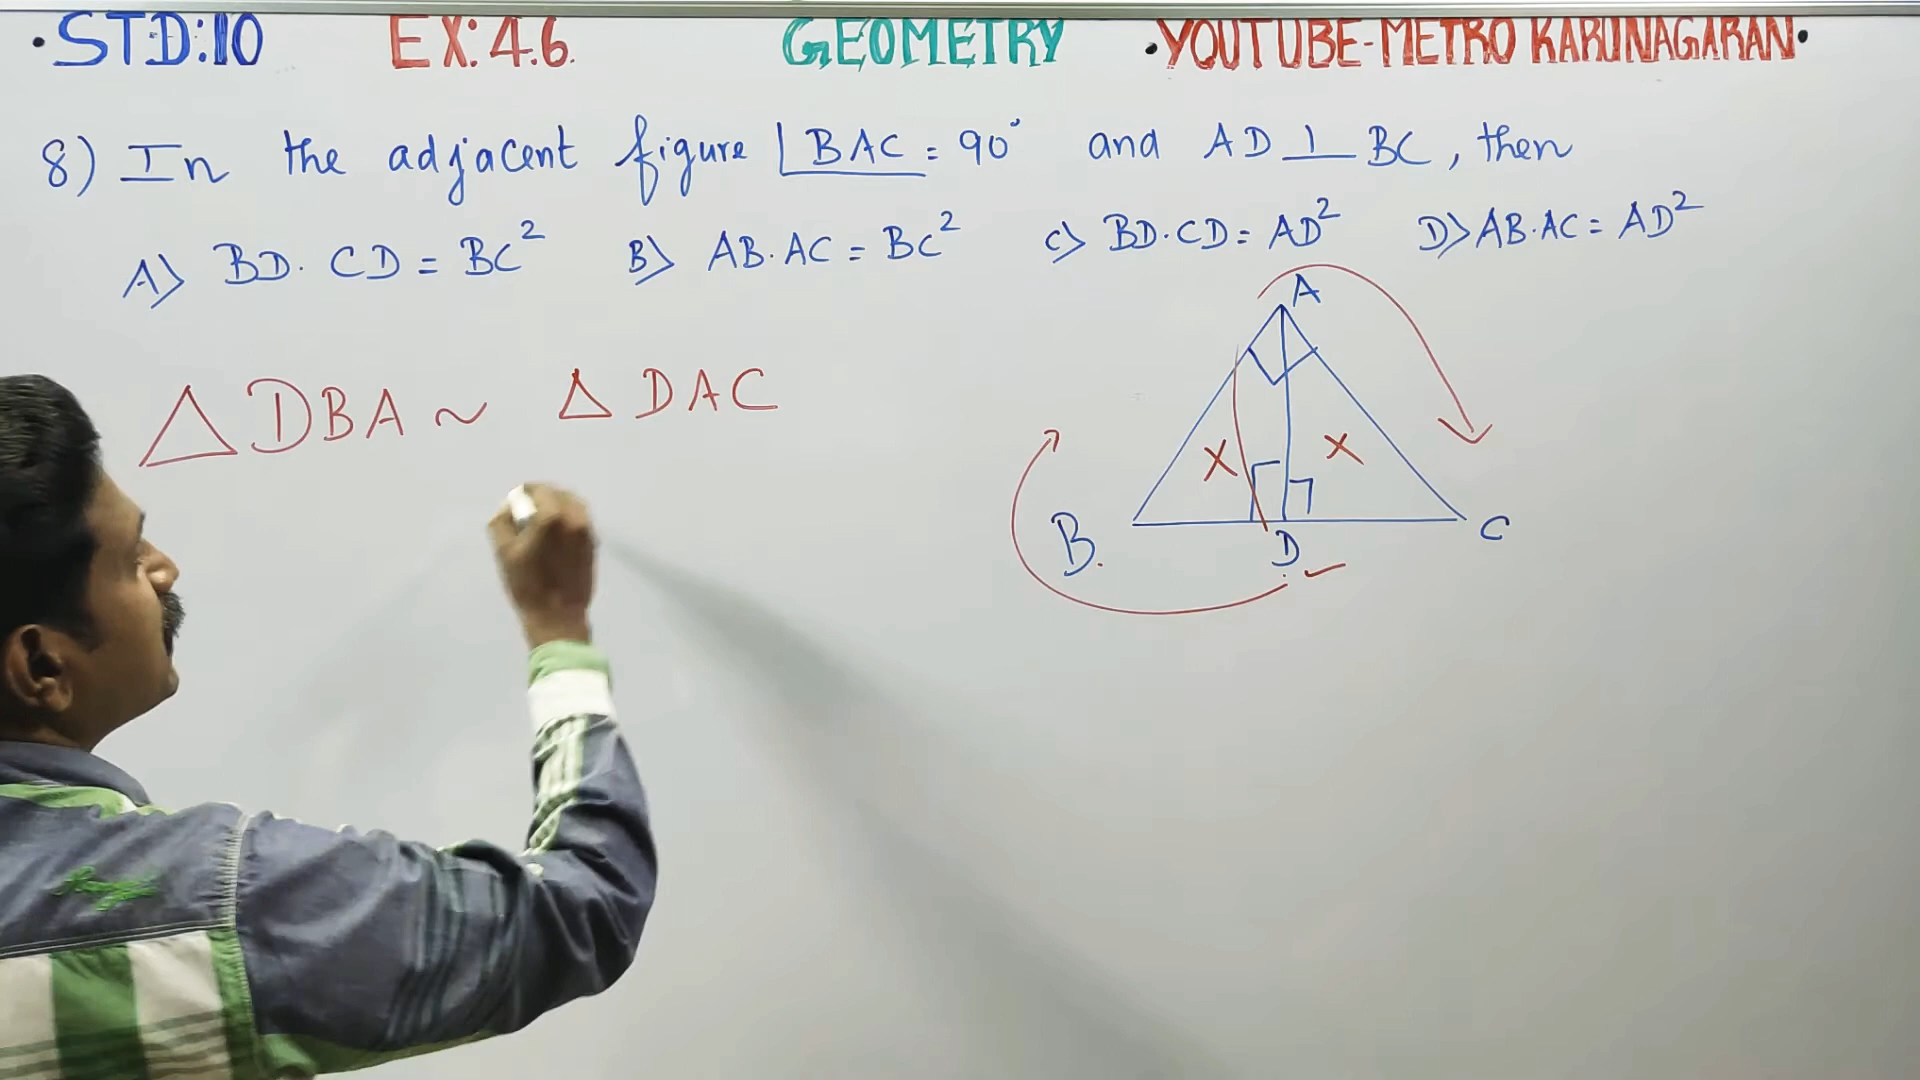 •STD:10 EX: 4.6. GEOMETRY •YOUTUBE-METRO KARUNAGARAN•
8) In the adjacent figure ∠BAC = 90° and AD ⊥ BC, then
A) BD. CD = BC² B) AB. AC = BC² C) BD.CD = AD² D) AB.AC = AD²
A
△ DBA ~ △ DAC
X X
B. D C